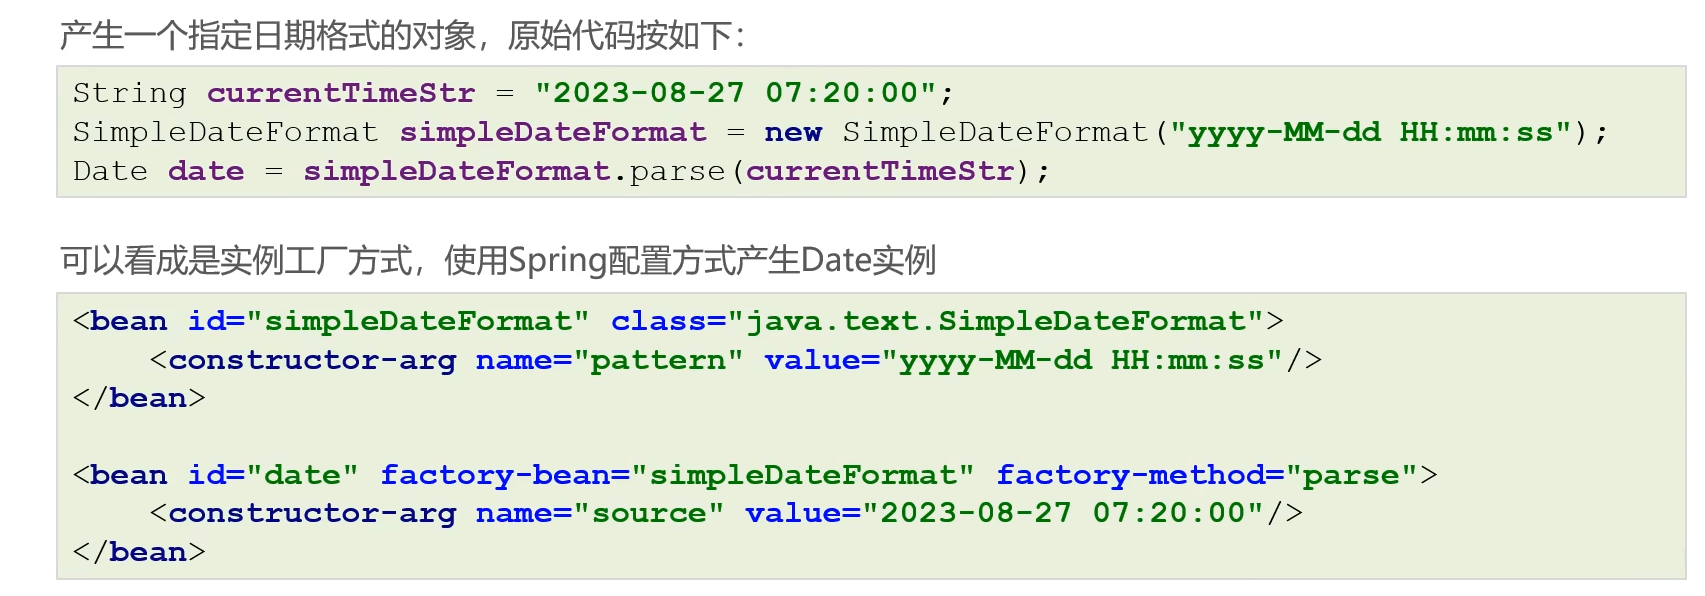 产生一个指定日期格式的对象，原始代码按如下：
String currentTimeStr = "2023-08-27 07:20:00";
SimpleDateFormat simpleDateFormat = new SimpleDateFormat("yyyy-MM-dd HH:mm:ss");
Date date = simpleDateFormat.parse(currentTimeStr);
可以看成是实例工厂方式，使用Spring配置方式产生Date实例
<bean id="simpleDateFormat" class="java.text.SimpleDateFormat">
    <constructor-arg name="pattern" value="yyyy-MM-dd HH:mm:ss"/>
</bean>
<bean id="date" factory-bean="simpleDateFormat" factory-method="parse">
    <constructor-arg name="source" value="2023-08-27 07:20:00"/>
</bean>